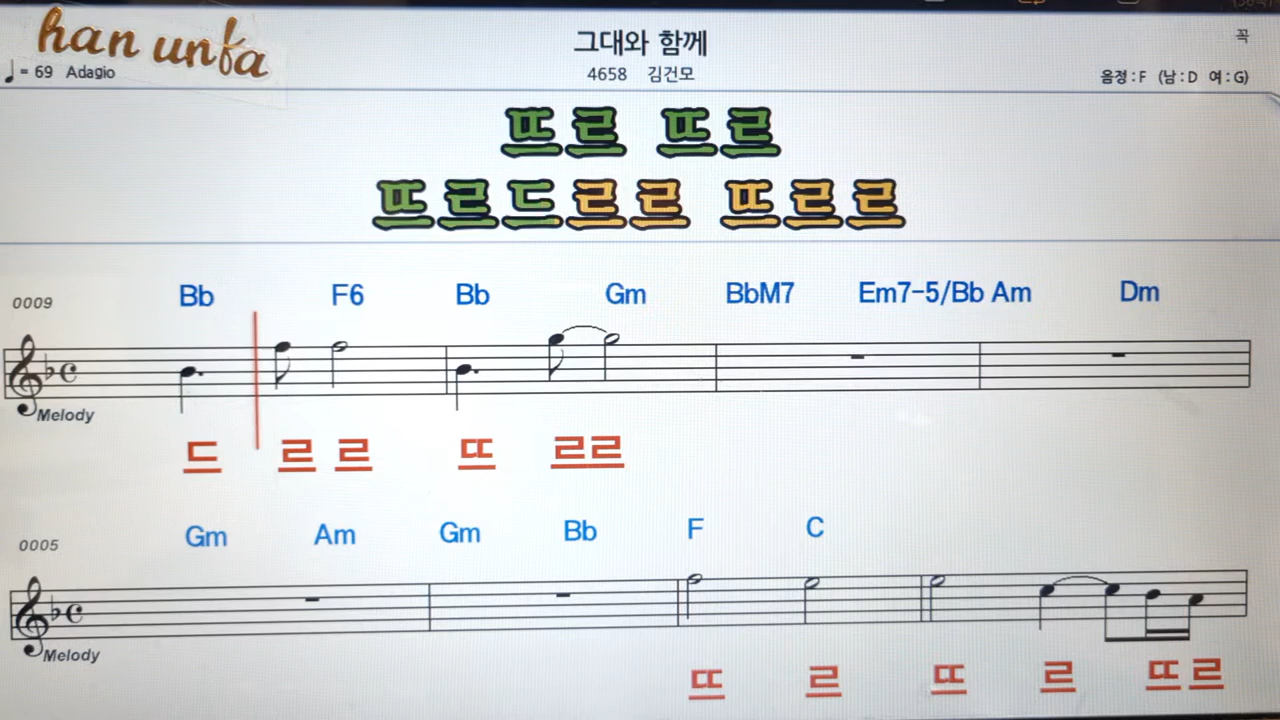 han unfa
그대와 함께
꼭
♩= 69 Adagio
4658 김건모
음정:F (남:D 여:G)
뜨르 뜨르
뜨르드르르 뜨르르
0009 Bb F6 Bb Gm BbM7 Em7-5/Bb Am Dm
Melody
드 르 르 뜨 르르
0005 Gm Am Gm Bb F C
Melody
뜨 르 뜨 르 뜨르